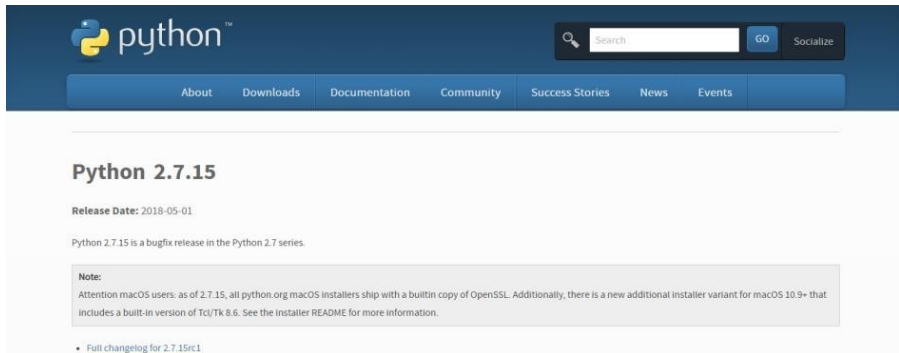 python™
Search
GO
Socialize
About Downloads Documentation Community Success Stories News Events
Python 2.7.15
Release Date: 2018-05-01
Python 2.7.15 is a bugfix release in the Python 2.7 series.
Note:
Attention macOS users: as of 2.7.15, all python.org macOS installers ship with a builtin copy of OpenSSL. Additionally, there is a new additional installer variant for macOS 10.9+ that
includes a built-in version of Tcl/Tk 8.6. See the installer README for more information.
• Full changelog for 2.7.15rc1